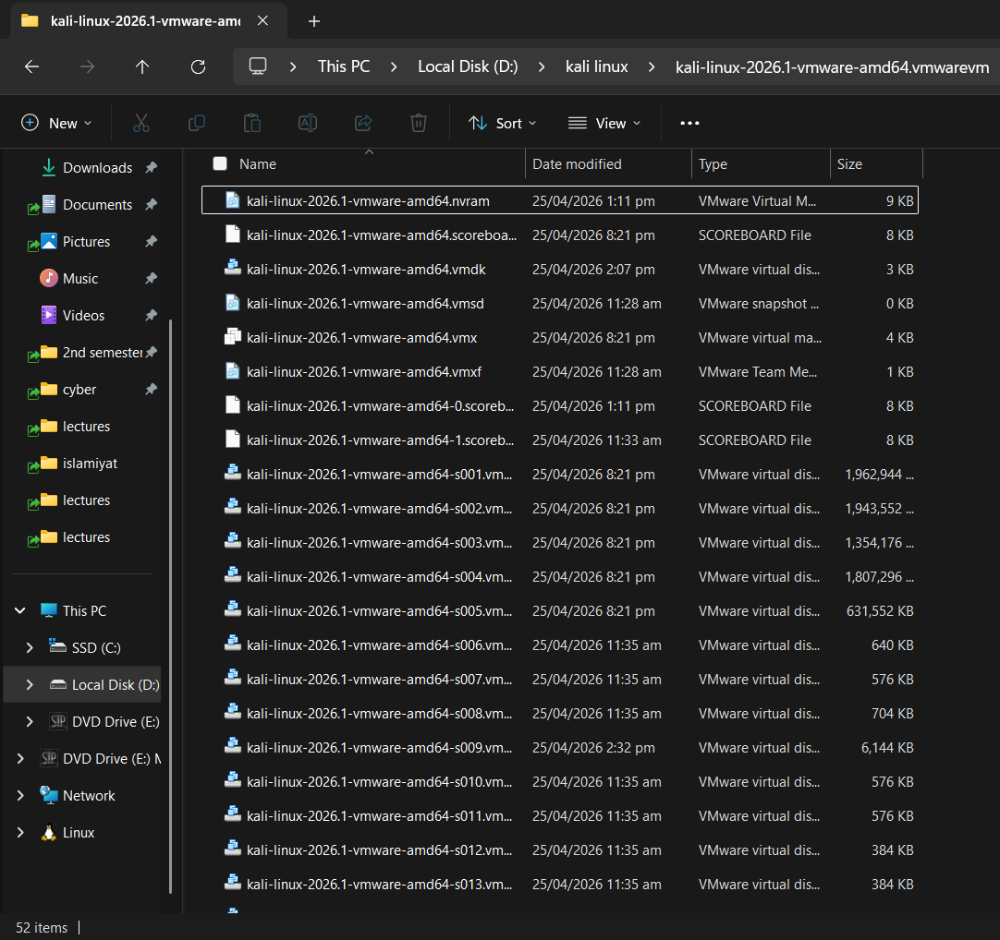 kali-linux-2026.1-vmware-amd
This PC > Local Disk (D:) > kali linux > kali-linux-2026.1-vmware-amd64.vmwarevm
New Sort View
Downloads
Documents
Pictures
Music
Videos
2nd semester
cyber
lectures
islamiyat
lectures
lectures
This PC
SSD (C:)
Local Disk (D:)
DVD Drive (E:)
DVD Drive (E:) M
Network
Linux
Name Date modified Type Size
kali-linux-2026.1-vmware-amd64.nvram 25/04/2026 1:11 pm VMware Virtual M... 9 KB
kali-linux-2026.1-vmware-amd64.scoreboa... 25/04/2026 8:21 pm SCOREBOARD File 8 KB
kali-linux-2026.1-vmware-amd64.vmdk 25/04/2026 2:07 pm VMware virtual dis... 3 KB
kali-linux-2026.1-vmware-amd64.vmsd 25/04/2026 11:28 am VMware snapshot ... 0 KB
kali-linux-2026.1-vmware-amd64.vmx 25/04/2026 8:21 pm VMware virtual ma... 4 KB
kali-linux-2026.1-vmware-amd64.vmxf 25/04/2026 11:28 am VMware Team Me... 1 KB
kali-linux-2026.1-vmware-amd64-0.scoreb... 25/04/2026 1:11 pm SCOREBOARD File 8 KB
kali-linux-2026.1-vmware-amd64-1.scoreb... 25/04/2026 11:33 am SCOREBOARD File 8 KB
kali-linux-2026.1-vmware-amd64-s001.vm... 25/04/2026 8:21 pm VMware virtual dis... 1,962,944 ...
kali-linux-2026.1-vmware-amd64-s002.vm... 25/04/2026 8:21 pm VMware virtual dis... 1,943,552 ...
kali-linux-2026.1-vmware-amd64-s003.vm... 25/04/2026 8:21 pm VMware virtual dis... 1,354,176 ...
kali-linux-2026.1-vmware-amd64-s004.vm... 25/04/2026 8:21 pm VMware virtual dis... 1,807,296 ...
kali-linux-2026.1-vmware-amd64-s005.vm... 25/04/2026 8:21 pm VMware virtual dis... 631,552 KB
kali-linux-2026.1-vmware-amd64-s006.vm... 25/04/2026 11:35 am VMware virtual dis... 640 KB
kali-linux-2026.1-vmware-amd64-s007.vm... 25/04/2026 11:35 am VMware virtual dis... 576 KB
kali-linux-2026.1-vmware-amd64-s008.vm... 25/04/2026 11:35 am VMware virtual dis... 704 KB
kali-linux-2026.1-vmware-amd64-s009.vm... 25/04/2026 2:32 pm VMware virtual dis... 6,144 KB
kali-linux-2026.1-vmware-amd64-s010.vm... 25/04/2026 11:35 am VMware virtual dis... 576 KB
kali-linux-2026.1-vmware-amd64-s011.vm... 25/04/2026 11:35 am VMware virtual dis... 576 KB
kali-linux-2026.1-vmware-amd64-s012.vm... 25/04/2026 11:35 am VMware virtual dis... 384 KB
kali-linux-2026.1-vmware-amd64-s013.vm... 25/04/2026 11:35 am VMware virtual dis... 384 KB
52 items